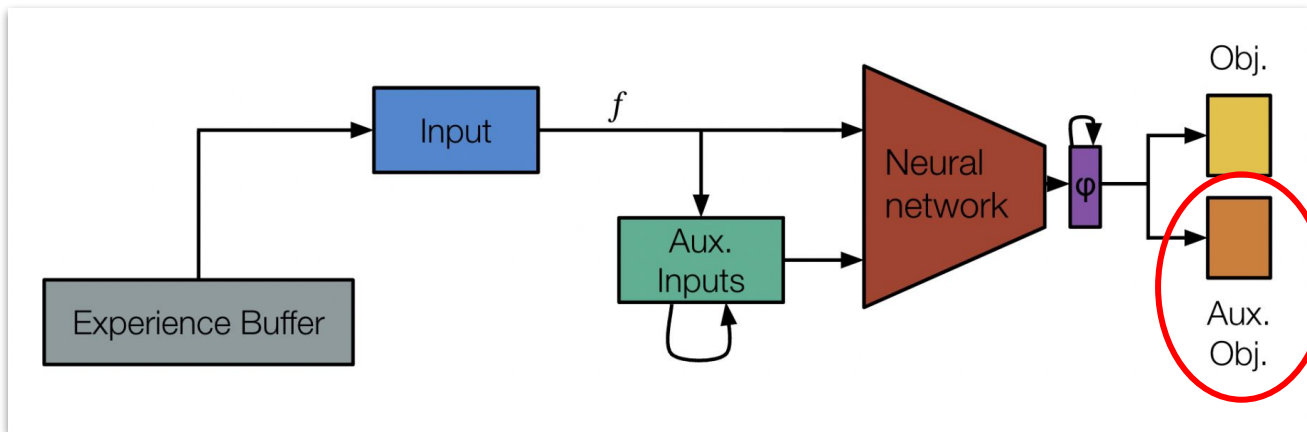 Obj.
f
Input
Neural
network
φ
Aux.
Inputs
Experience Buffer
Aux.
Obj.